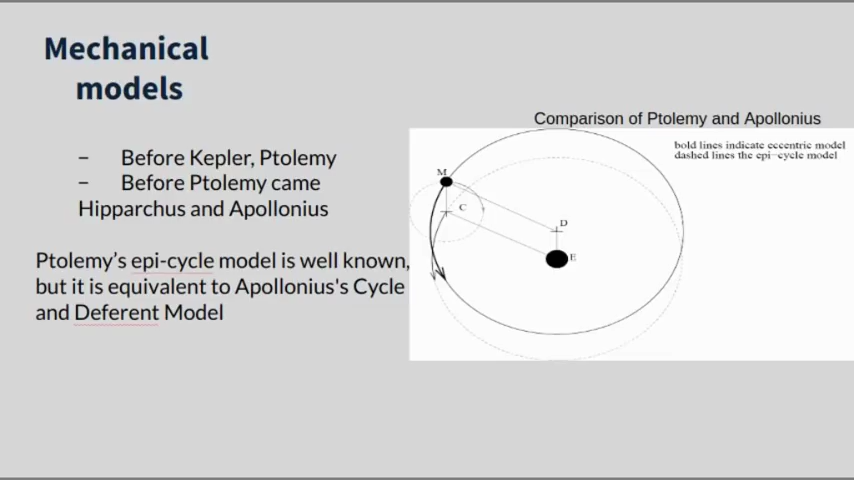 Mechanical
models
− Before Kepler, Ptolemy
− Before Ptolemy came
Hipparchus and Apollonius
Ptolemy’s epi-cycle model is well known,
but it is equivalent to Apollonius's Cycle
and Deferent Model
Comparison of Ptolemy and Apollonius
bold lines indicate eccentric model
dashed lines the epi-cycle model
M
C
D
E